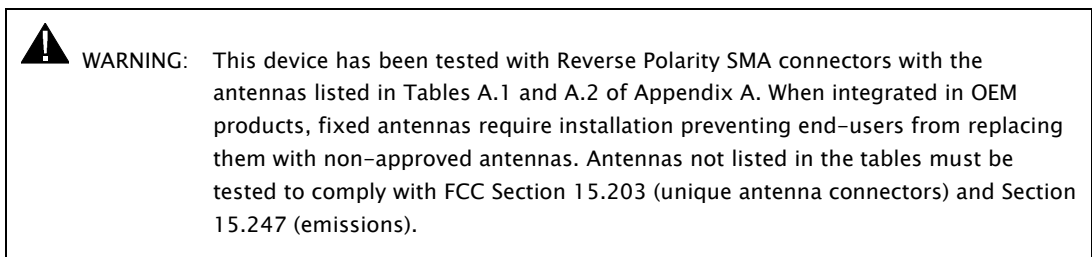 WARNING: This device has been tested with Reverse Polarity SMA connectors with the
antennas listed in Tables A.1 and A.2 of Appendix A. When integrated in OEM
products, fixed antennas require installation preventing end-users from replacing
them with non-approved antennas. Antennas not listed in the tables must be
tested to comply with FCC Section 15.203 (unique antenna connectors) and Section
15.247 (emissions).